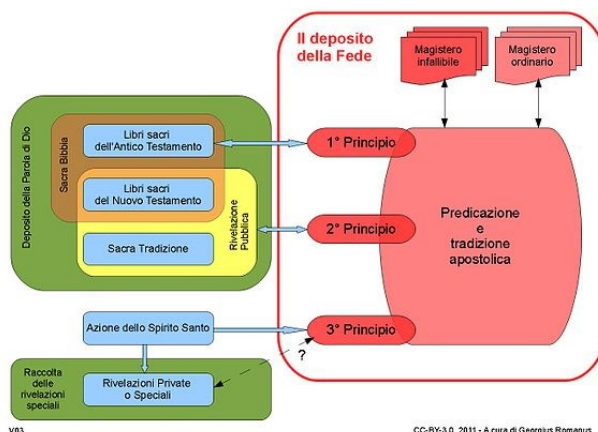 Il deposito
della Fede
Magistero
infallibile
Magistero
ordinario
Deposito della Parola di Dio
Sacra Bibbia
Libri sacri
dell'Antico Testamento
1° Principio
Libri sacri
del Nuovo Testamento
Rivelazione
Pubblica
2° Principio
Predicazione
e
tradizione
apostolica
Sacra Tradizione
Azione dello Spirito Santo
3° Principio
?
Raccolta
delle
rivelazioni
speciali
Rivelazioni Private
o Speciali
V03
CC-BY-3.0 2011 - A cura di Georgius Romanus